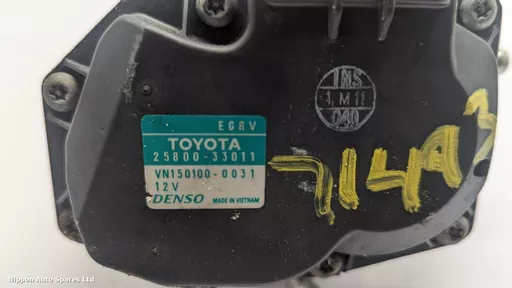 EGRV
TOYOTA
25800-33011
VN150100-0031
12V
DENSO MADE IN VIETNAM
INS
1, M 11
040
71493
Nippon Auto Spares Ltd